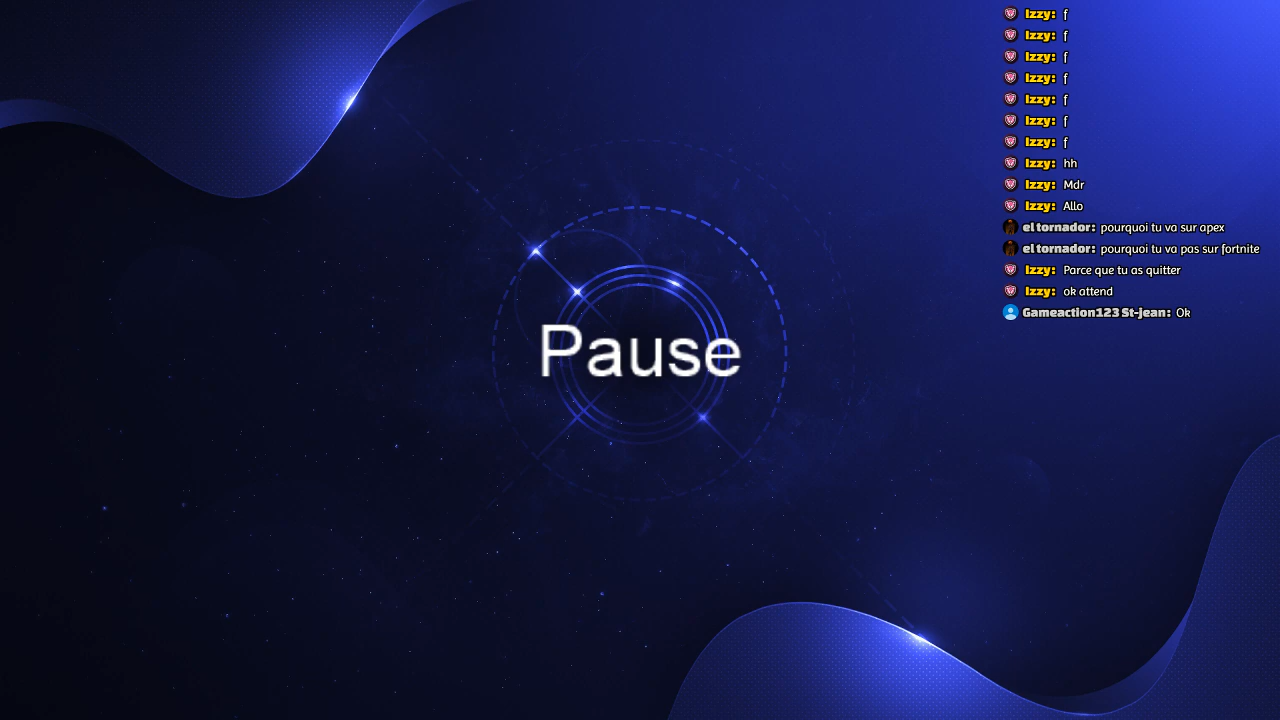 Izzy: f
Izzy: f
Izzy: f
Izzy: f
Izzy: f
Izzy: f
Izzy: f
Izzy: hh
Izzy: Mdr
Izzy: Allo
el tornador: pourquoi tu va sur apex
el tornador: pourquoi tu va pas sur fortnite
Izzy: Parce que tu as quitter
Izzy: ok attend
Gameaction123 St-jean: Ok
Pause